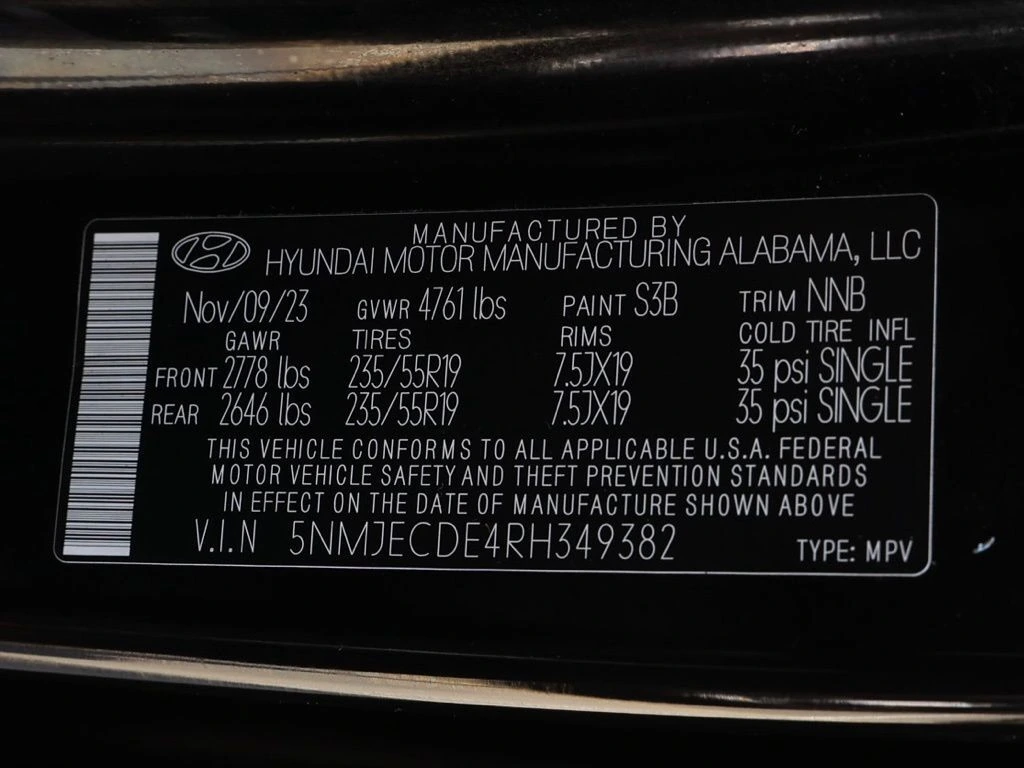 MANUFACTURED BY
HYUNDAI MOTOR MANUFACTURING ALABAMA, LLC
Nov/09/23 GVWR 4761 lbs PAINT S3B TRIM NNB
GAWR TIRES RIMS COLD TIRE INFL
FRONT 2778 lbs 235/55R19 7.5JX19 35 psi SINGLE
REAR 2646 lbs 235/55R19 7.5JX19 35 psi SINGLE
THIS VEHICLE CONFORMS TO ALL APPLICABLE U.S.A. FEDERAL
MOTOR VEHICLE SAFETY AND THEFT PREVENTION STANDARDS
IN EFFECT ON THE DATE OF MANUFACTURE SHOWN ABOVE
V.I.N 5NMJECDE4RH349382 TYPE: MPV